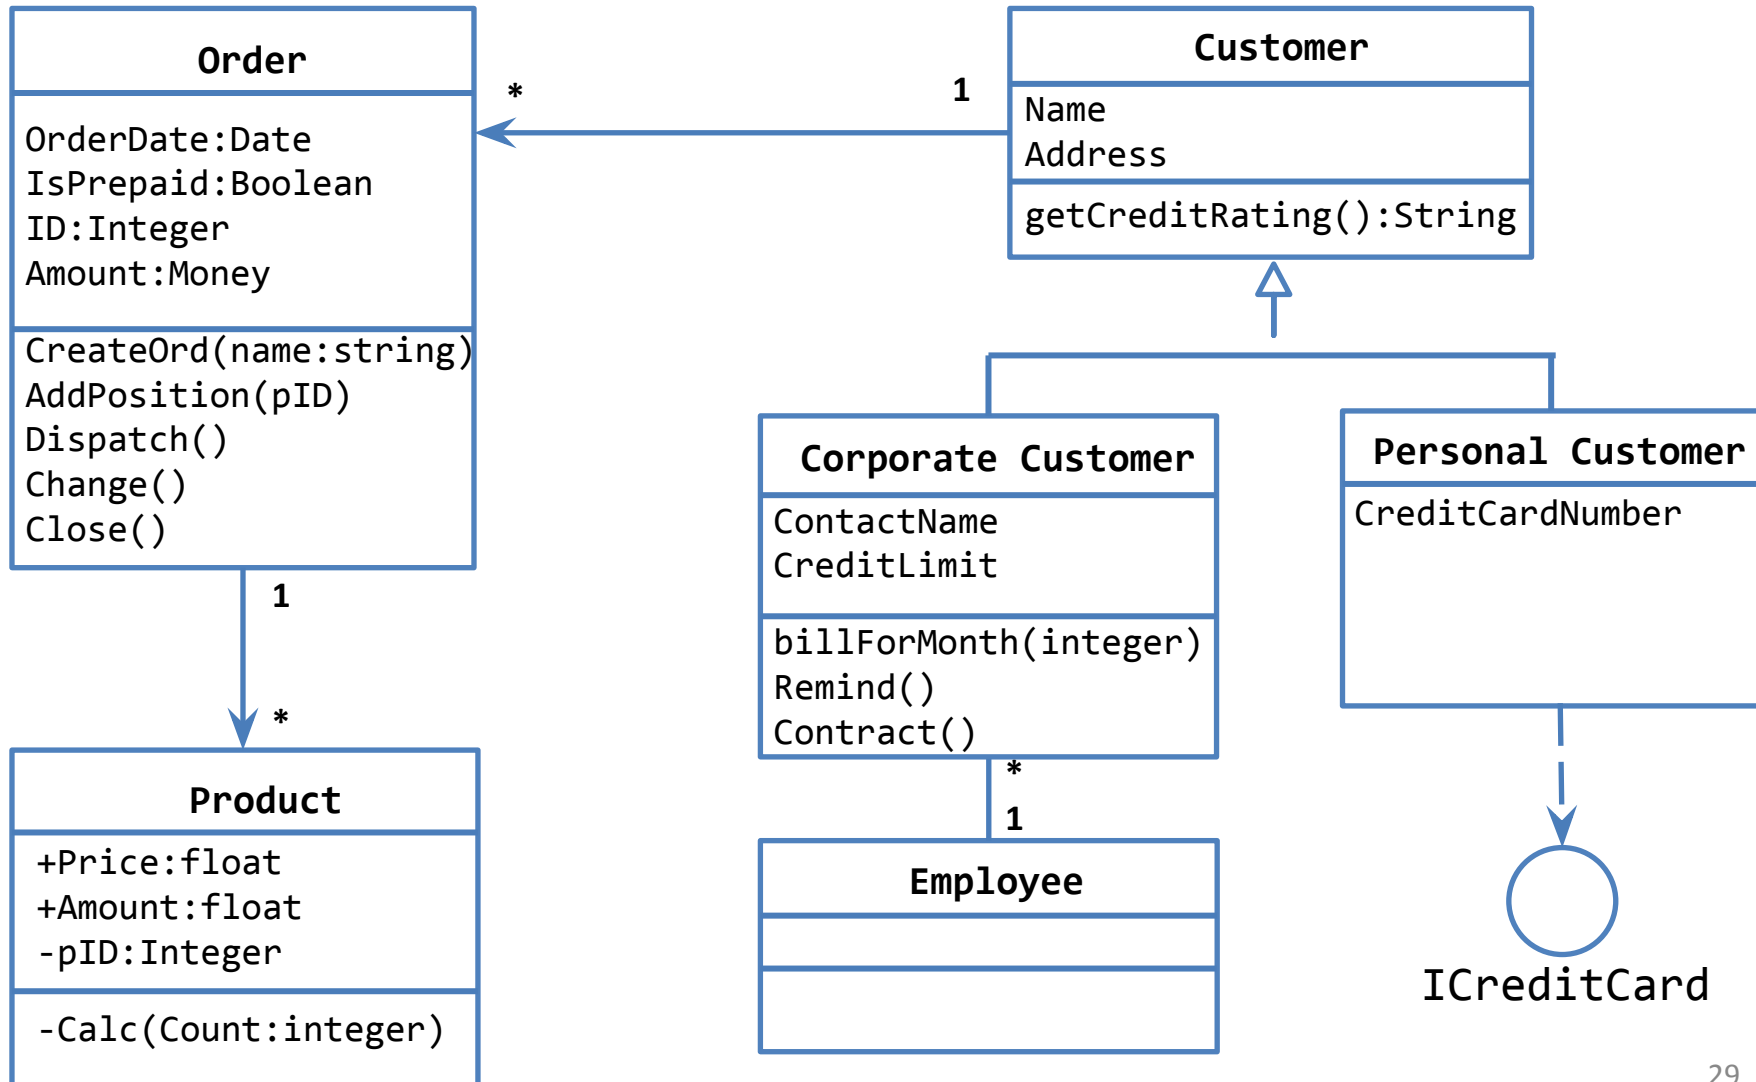 Order
OrderDate:Date
IsPrepaid:Boolean
ID:Integer
Amount:Money
CreateOrd(name:string)
AddPosition(pID)
Dispatch()
Change()
Close()
*
1
Customer
Name
Address
getCreditRating():String
1
*
Product
+Price:float
+Amount:float
-pID:Integer
-Calc(Count:integer)
Corporate Customer
ContactName
CreditLimit
billForMonth(integer)
Remind()
Contract()
*
1
Employee
Personal Customer
CreditCardNumber
ICreditCard
29